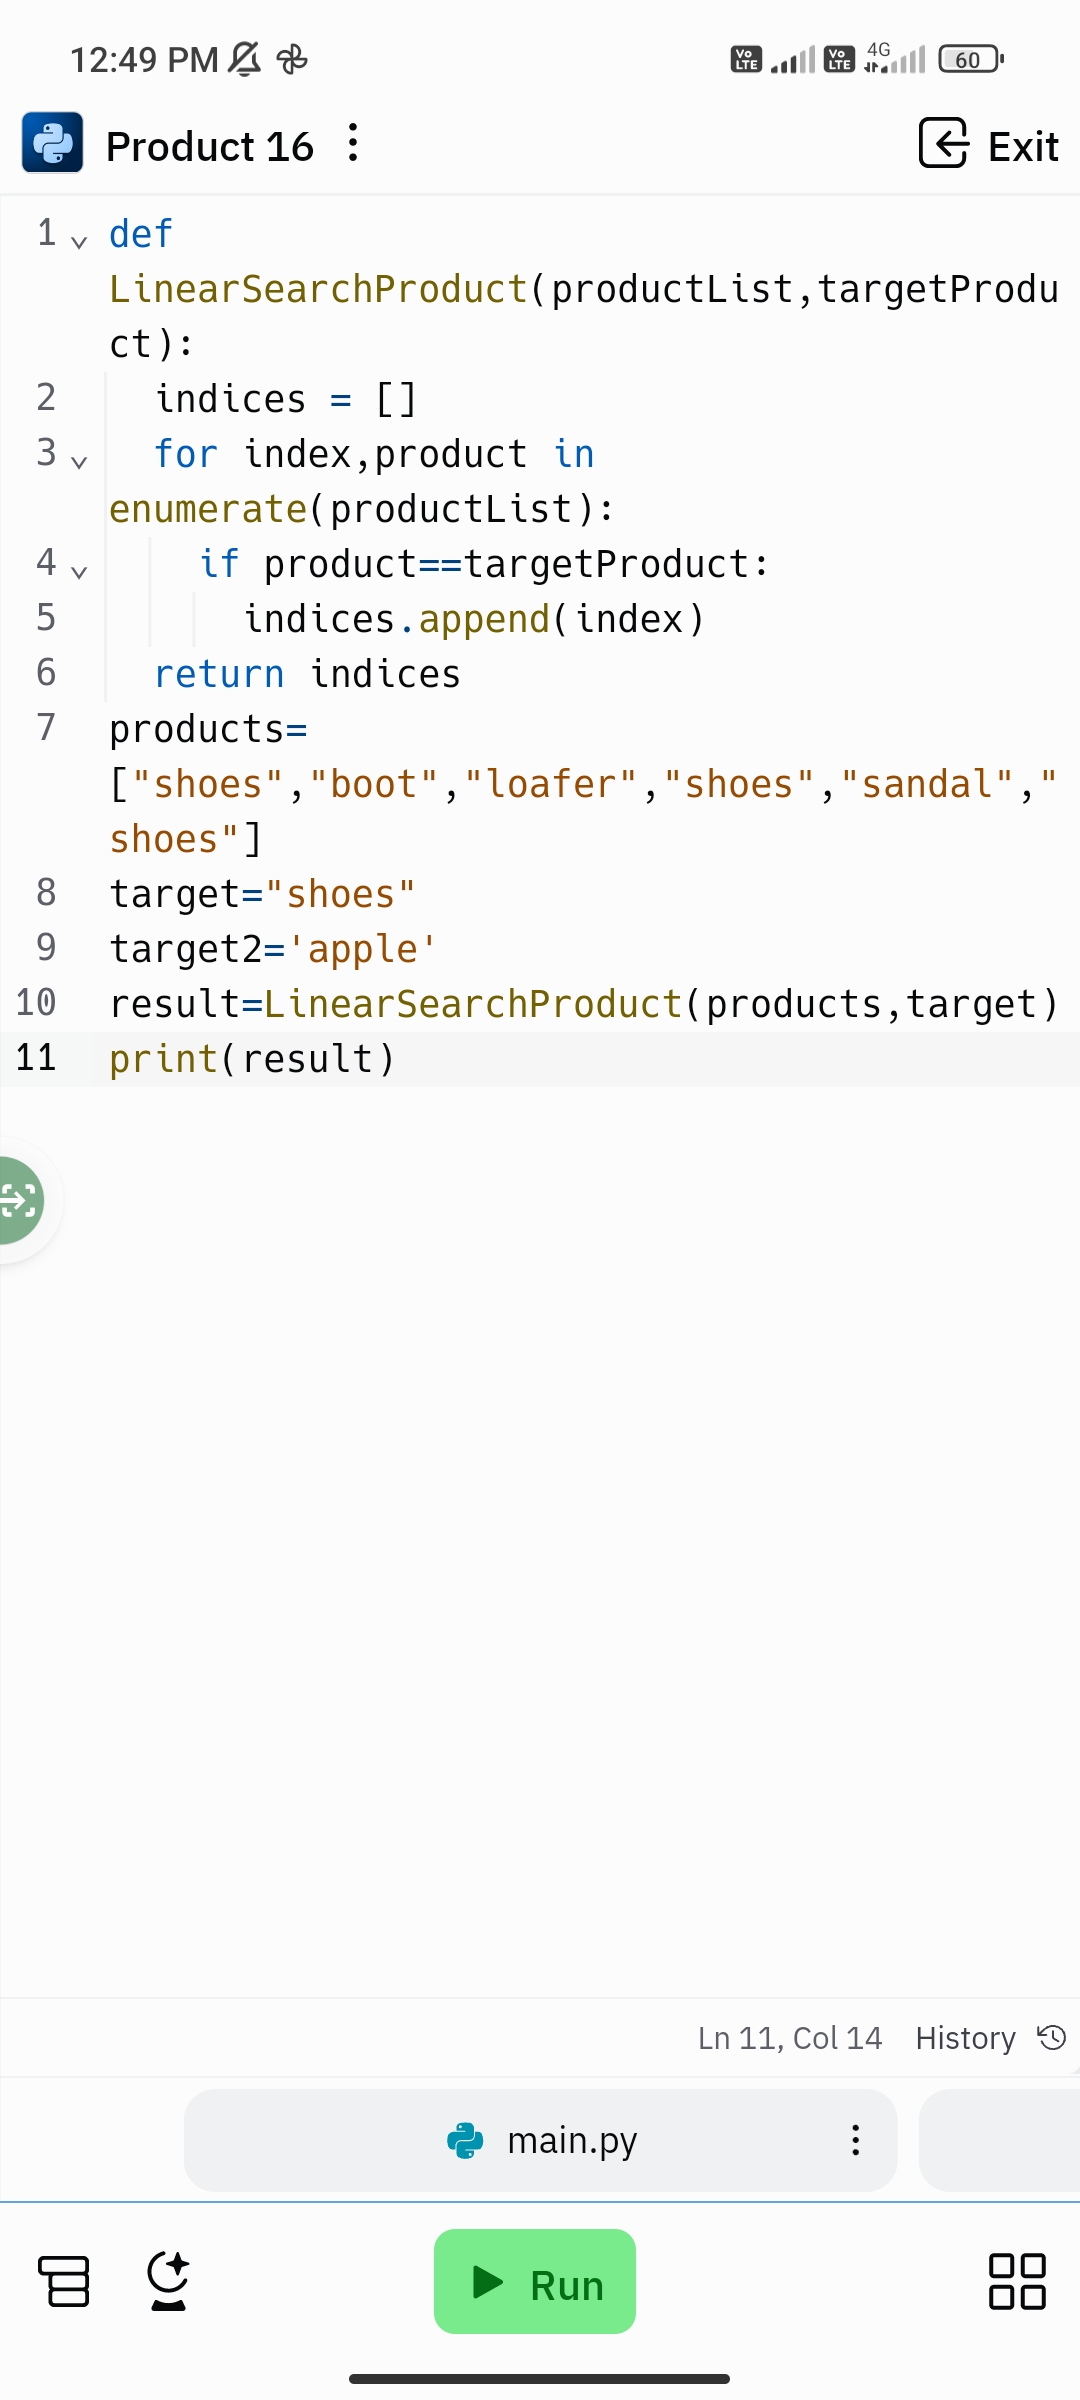 12:49 PM
Vo LTE Vo LTE 4G 60
Product 16
Exit
1 def
LinearSearchProduct(productList,targetProdu
ct):
2 indices = []
3 for index,product in
enumerate(productList):
4 if product==targetProduct:
5 indices.append(index)
6 return indices
7 products=
["shoes","boot","loafer","shoes","sandal","
shoes"]
8 target="shoes"
9 target2='apple'
10 result=LinearSearchProduct(products,target)
11 print(result)
Ln 11, Col 14 History
main.py
Run